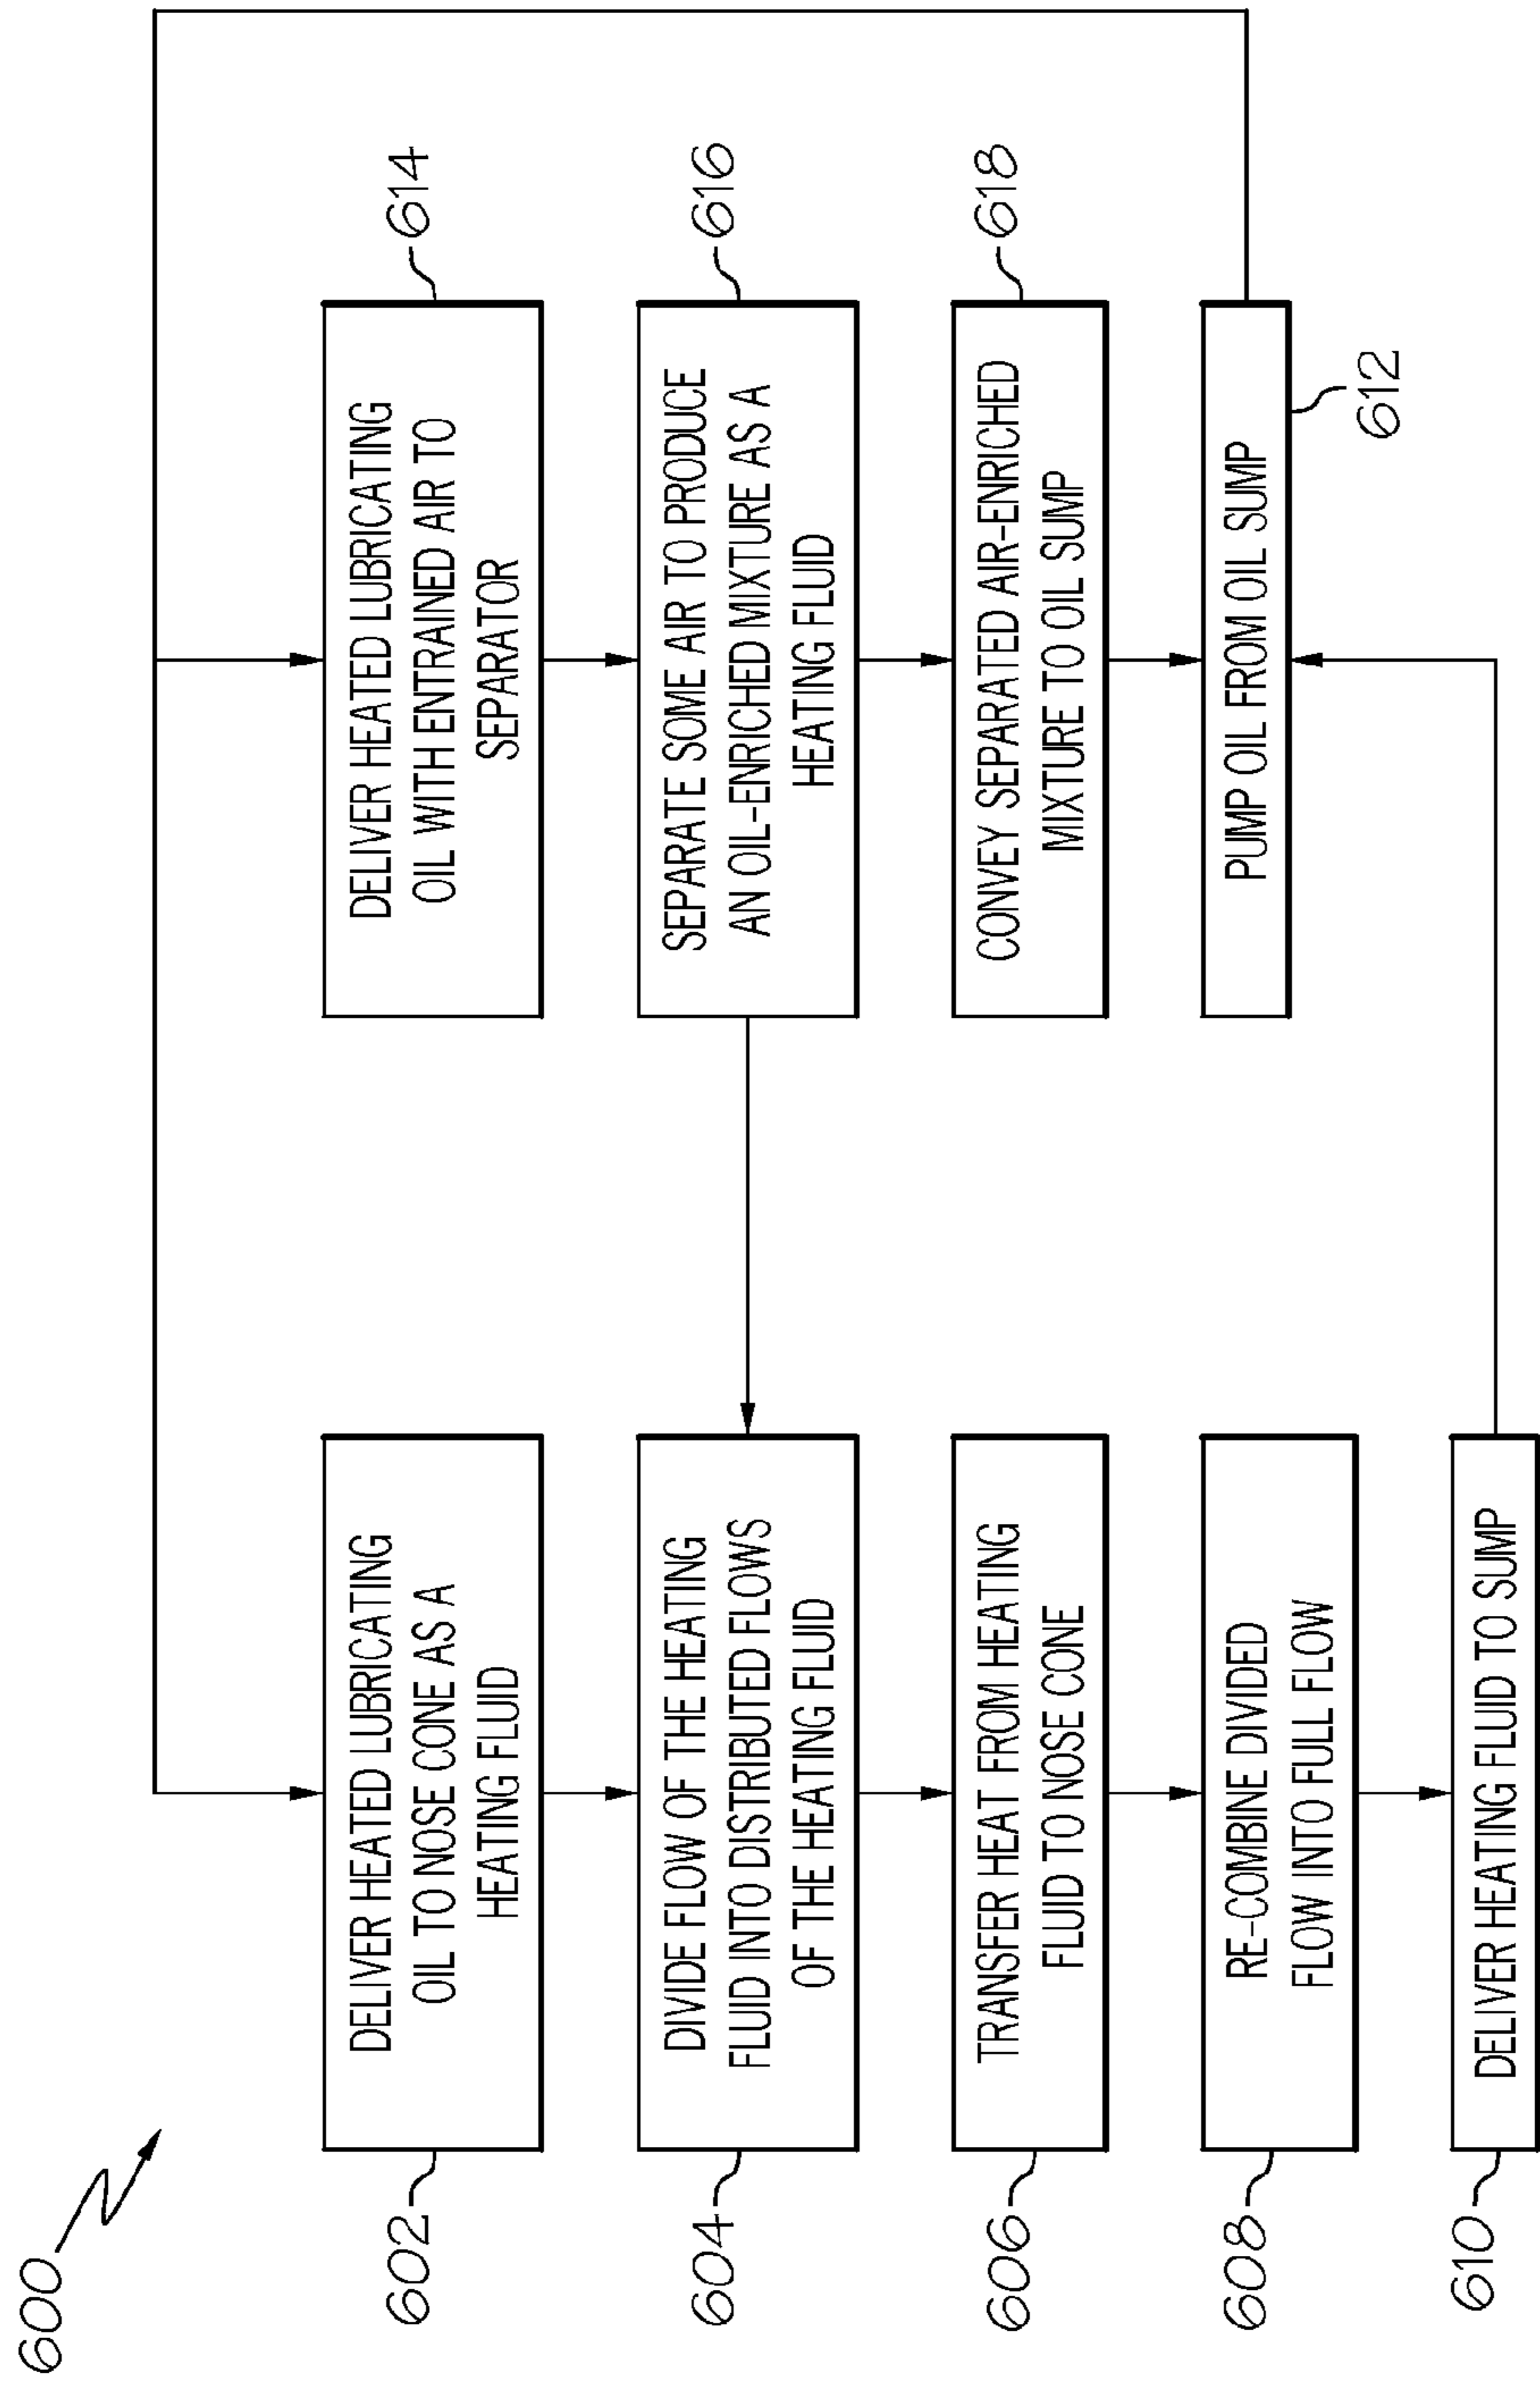 600
602
DELIVER HEATED LUBRICATING
OIL TO NOSE CONE AS A
HEATING FLUID
604
DIVIDE FLOW OF THE HEATING
FLUID INTO DISTRIBUTED FLOWS
OF THE HEATING FLUID
606
TRANSFER HEAT FROM HEATING
FLUID TO NOSE CONE
608
RE-COMBINE DIVIDED
FLOW INTO FULL FLOW
610
DELIVER HEATING FLUID TO SUMP
DELIVER HEATED LUBRICATING
OIL WITH ENTRAINED AIR TO
SEPARATOR
614
SEPARATE SOME AIR TO PRODUCE
AN OIL-ENRICHED MIXTURE AS A
HEATING FLUID
616
CONVEY SEPARATED AIR-ENRICHED
MIXTURE TO OIL SUMP
618
PUMP OIL FROM OIL SUMP
612